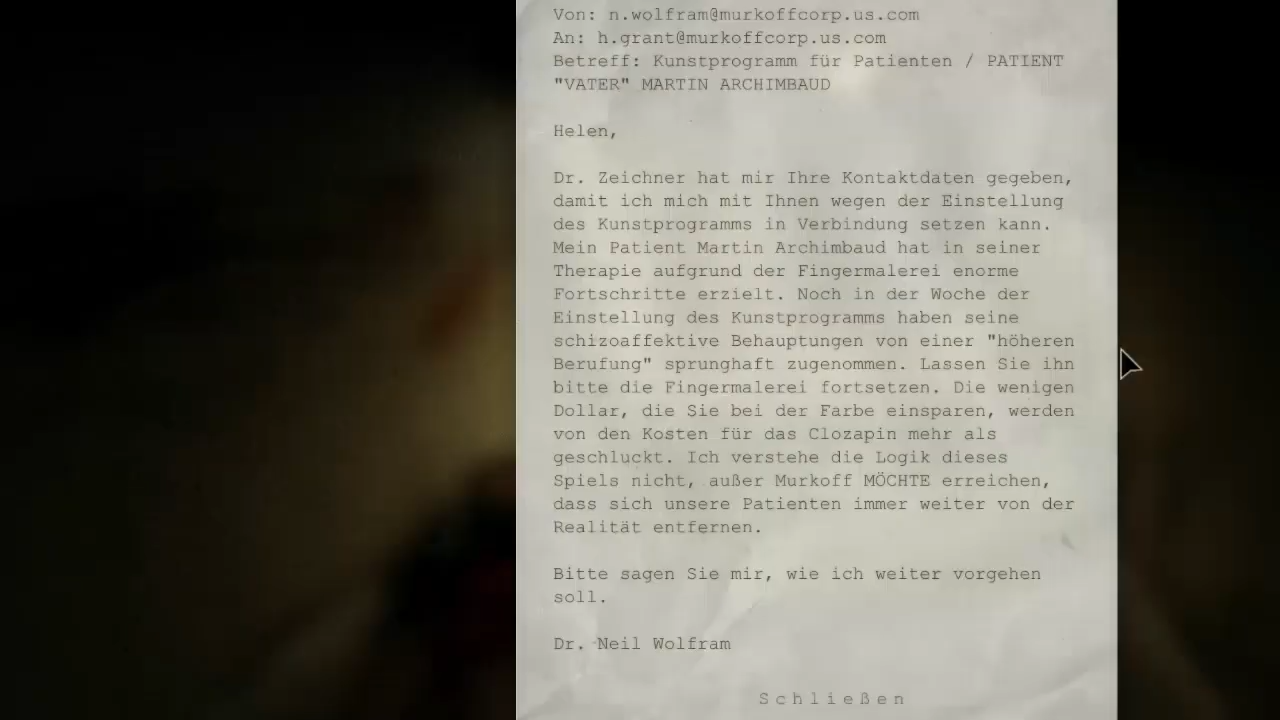 Von: n.wolfram@murkoffcorp.us.com
An: h.grant@murkoffcorp.us.com
Betreff: Kunstprogramm für Patienten / PATIENT
"VATER" MARTIN ARCHIMBAUD
Helen,
Dr. Zeichner hat mir Ihre Kontaktdaten gegeben,
damit ich mich mit Ihnen wegen der Einstellung
des Kunstprogramms in Verbindung setzen kann.
Mein Patient Martin Archimbaud hat in seiner
Therapie aufgrund der Fingermalerei enorme
Fortschritte erzielt. Noch in der Woche der
Einstellung des Kunstprogramms haben seine
schizoaffektive Behauptungen von einer "höheren
Berufung" sprunghaft zugenommen. Lassen Sie ihn
bitte die Fingermalerei fortsetzen. Die wenigen
Dollar, die Sie bei der Farbe einsparen, werden
von den Kosten für das Clozapin mehr als
geschluckt. Ich verstehe die Logik dieses
Spiels nicht, außer Murkoff MÖCHTE erreichen,
dass sich unsere Patienten immer weiter von der
Realität entfernen.
Bitte sagen Sie mir, wie ich weiter vorgehen
soll.
Dr. Neil Wolfram
Schließen